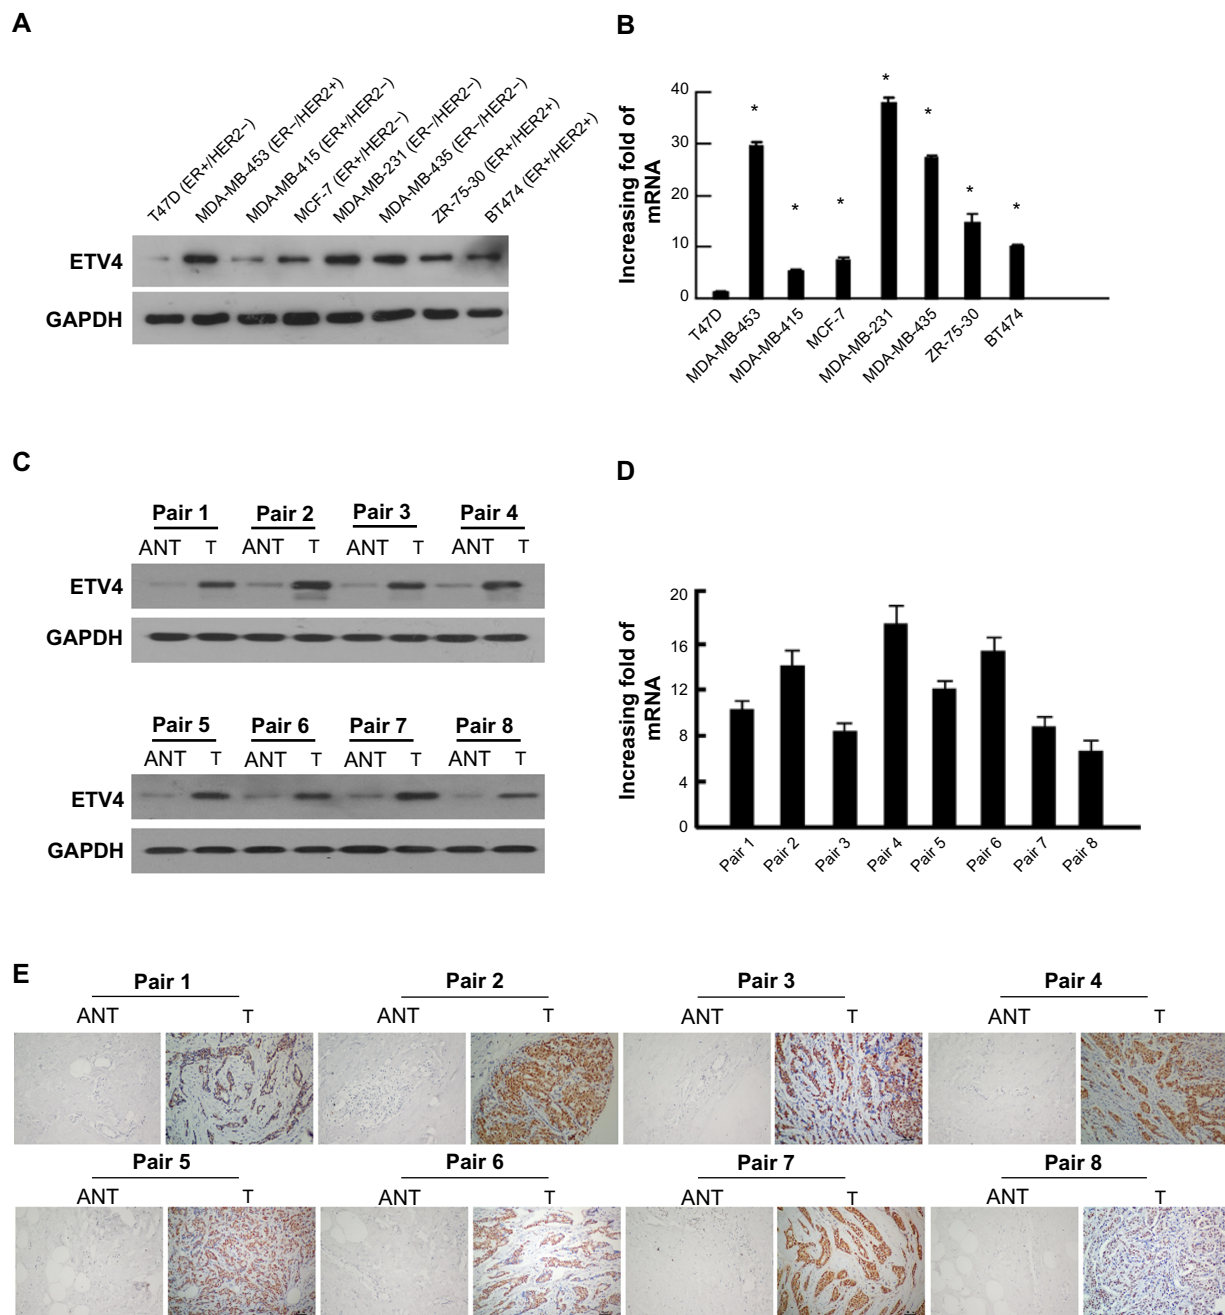 A
T47D (ER+/HER2−)
MDA-MB-453 (ER−/HER2+)
MDA-MB-415 (ER+/HER2−)
MCF-7 (ER+/HER2−)
MDA-MB-231 (ER−/HER2−)
MDA-MB-435 (ER−/HER2−)
ZR-75-30 (ER+/HER2+)
BT474 (ER+/HER2+)
ETV4
GAPDH
B
Increasing fold of
mRNA
40
30
20
10
0
* * * * * * *
T47D
MDA-MB-453
MDA-MB-415
MCF-7
MDA-MB-231
MDA-MB-435
ZR-75-30
BT474
C
Pair 1 Pair 2 Pair 3 Pair 4
ANT T ANT T ANT T ANT T
ETV4
GAPDH
Pair 5 Pair 6 Pair 7 Pair 8
ANT T ANT T ANT T ANT T
ETV4
GAPDH
D
Increasing fold of
mRNA
20
16
12
8
4
0
Pair 1
Pair 2
Pair 3
Pair 4
Pair 5
Pair 6
Pair 7
Pair 8
E
Pair 1 Pair 2 Pair 3 Pair 4
ANT T ANT T ANT T ANT T
Pair 5 Pair 6 Pair 7 Pair 8
ANT T ANT T ANT T ANT T